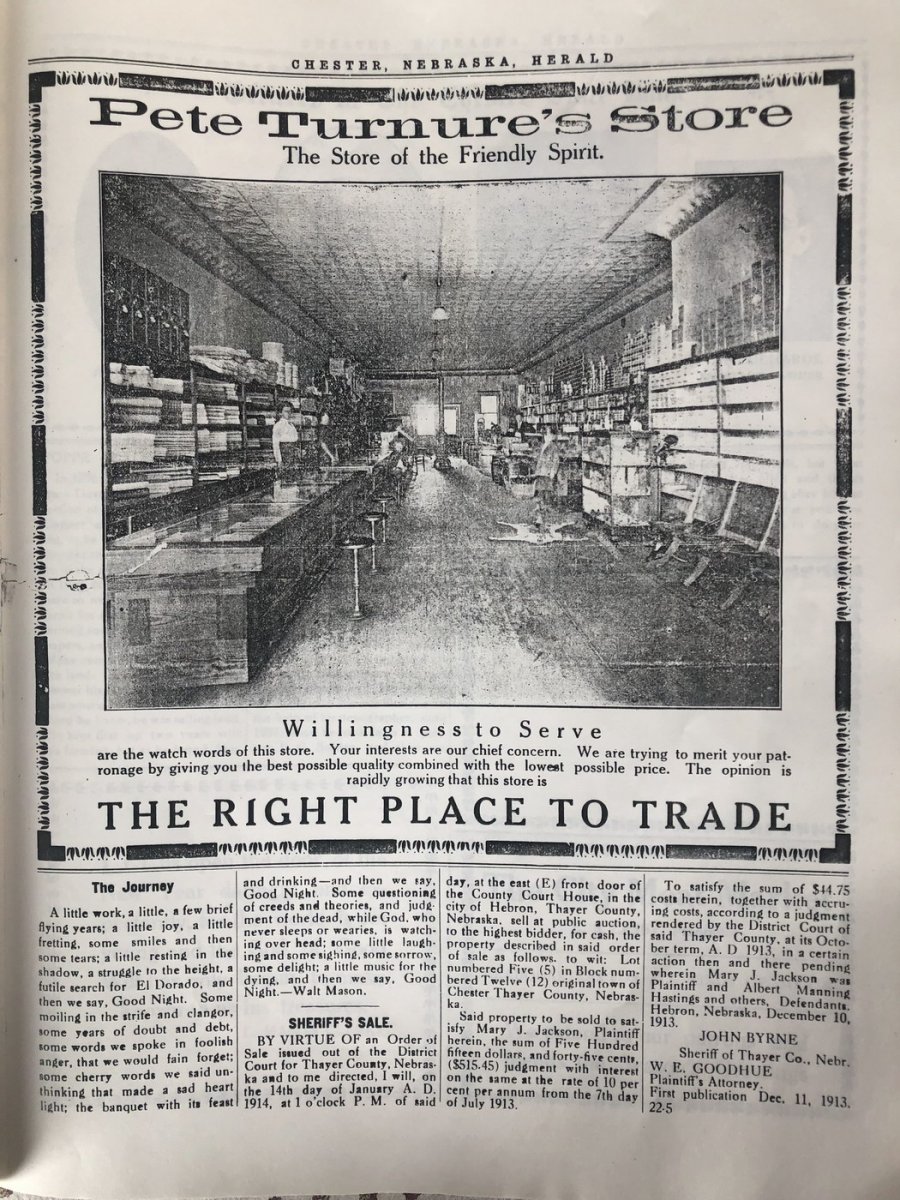 CHESTER, NEBRASKA, HERALD
Pete Turnure's Store
The Store of the Friendly Spirit.
Willingness to Serve
are the watch words of this store. Your interests are our chief concern. We are trying to merit your pat-
ronage by giving you the best possible quality combined with the lowest possible price. The opinion is
rapidly growing that this store is
THE RIGHT PLACE TO TRADE
The Journey
A little work, a little, a few brief
flying years; a little joy, a little
fretting, some smiles and then
some tears; a little resting in the
shadow, a struggle to the height, a
futile search for El Dorado, and
then we say, Good Night. Some
moiling in the strife and clangor,
some years of doubt and debt,
some words we spoke in foolish
anger, that we would fain forget;
some cherry words we said un-
thinking that made a sad heart
light; the banquet with its feast
and drinking—and then we say,
Good Night. Some questioning
of creeds and theories, and judg-
ment of the dead, while God, who
never sleeps or wearies, is watch-
ing over head; some little laugh-
ing and some sighing, some sorrow,
some delight; a little music for the
dying, and then we say, Good
Night.—Walt Mason.
SHERIFF'S SALE.
BY VIRTUE OF an Order of
Sale issued out of the District
Court for Thayer County, Nebras-
ka and to me directed, I will, on
the 14th day of January A. D.
1914, at 1 o'clock P. M. of said
day, at the east (E) front door of
the County Court House, in the
city of Hebron, Thayer County,
Nebraska, sell at public auction,
to the highest bidder, for cash, the
property described in said order
of sale as follows. to wit: Lot
numbered Five (5) in Block num-
bered Twelve (12) original town of
Chester Thayer County, Nebras-
ka.
Said property to be sold to sat-
isfy Mary J. Jackson, Plaintiff
herein, the sum of Five Hundred
fifteen dollars, and forty-five cents,
($515.45) judgment with interest
on the same at the rate of 10 per
cent per annum from the 7th day
of July 1913.
To satisfy the sum of $44.75
costs herein, together with accru-
ing costs, according to a judgment
rendered by the District Court of
said Thayer County, at its Octo-
ber term, A. D 1913, in a certain
action then and there pending
wherein Mary J. Jackson was
Plaintiff and Albert Manning
Hastings and others, Defendants.
Hebron, Nebraska, December 10,
1913.
JOHN BYRNE
Sheriff of Thayer Co., Nebr.
W. E. GOODHUE
Plaintiff's Attorney.
First publication Dec. 11, 1913.
22-5